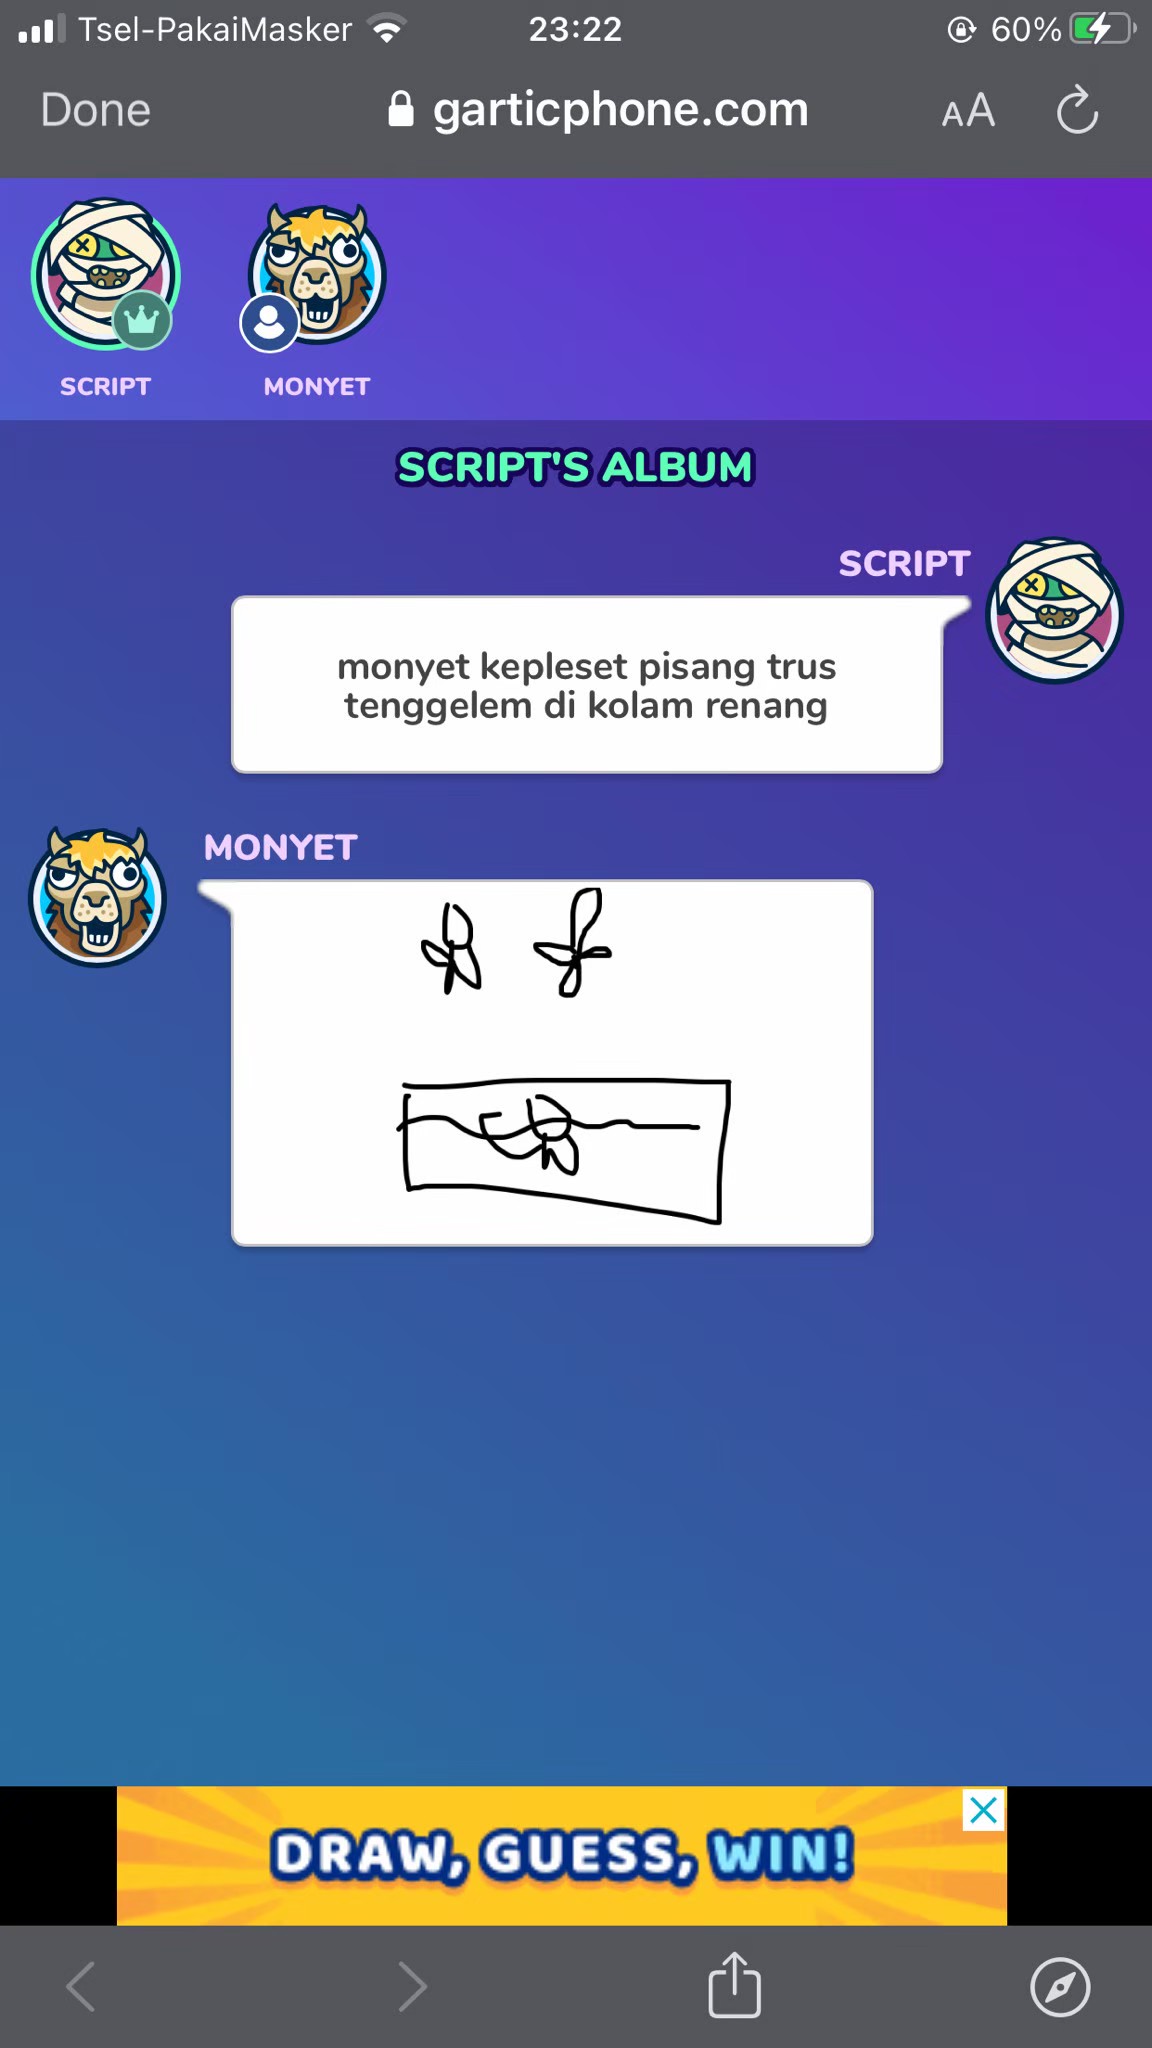 Tsel-PakaiMasker 23:22 60%
Done garticphone.com AA
SCRIPT MONYET
SCRIPT'S ALBUM
SCRIPT
monyet kepleset pisang trus
tenggelem di kolam renang
MONYET
DRAW, GUESS, WIN!